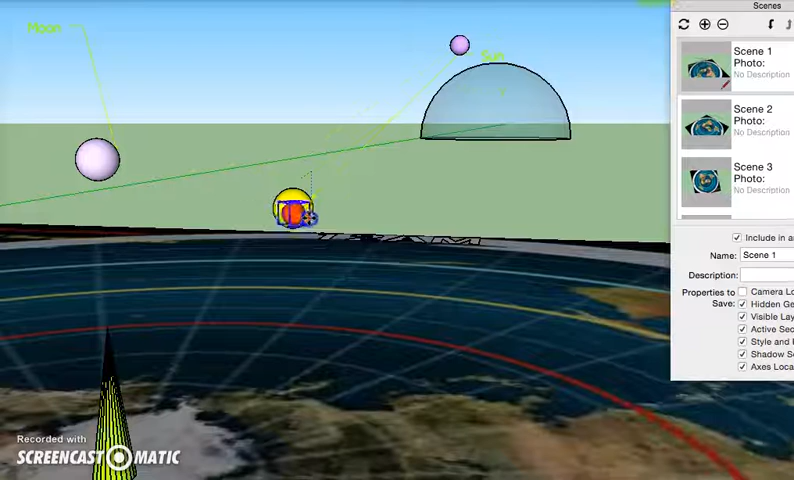 Scenes
Moon
Sun
Scene 1
Photo:
No Description
Scene 2
Photo:
No Description
Scene 3
Photo:
No Description
Include in a
Name: Scene 1
Description:
Properties to
Save:
Camera Lo
Hidden Ge
Visible Lay
Active Sec
Style and
Shadow Se
Axes Loca
Recorded with
SCREENCAST MATIC